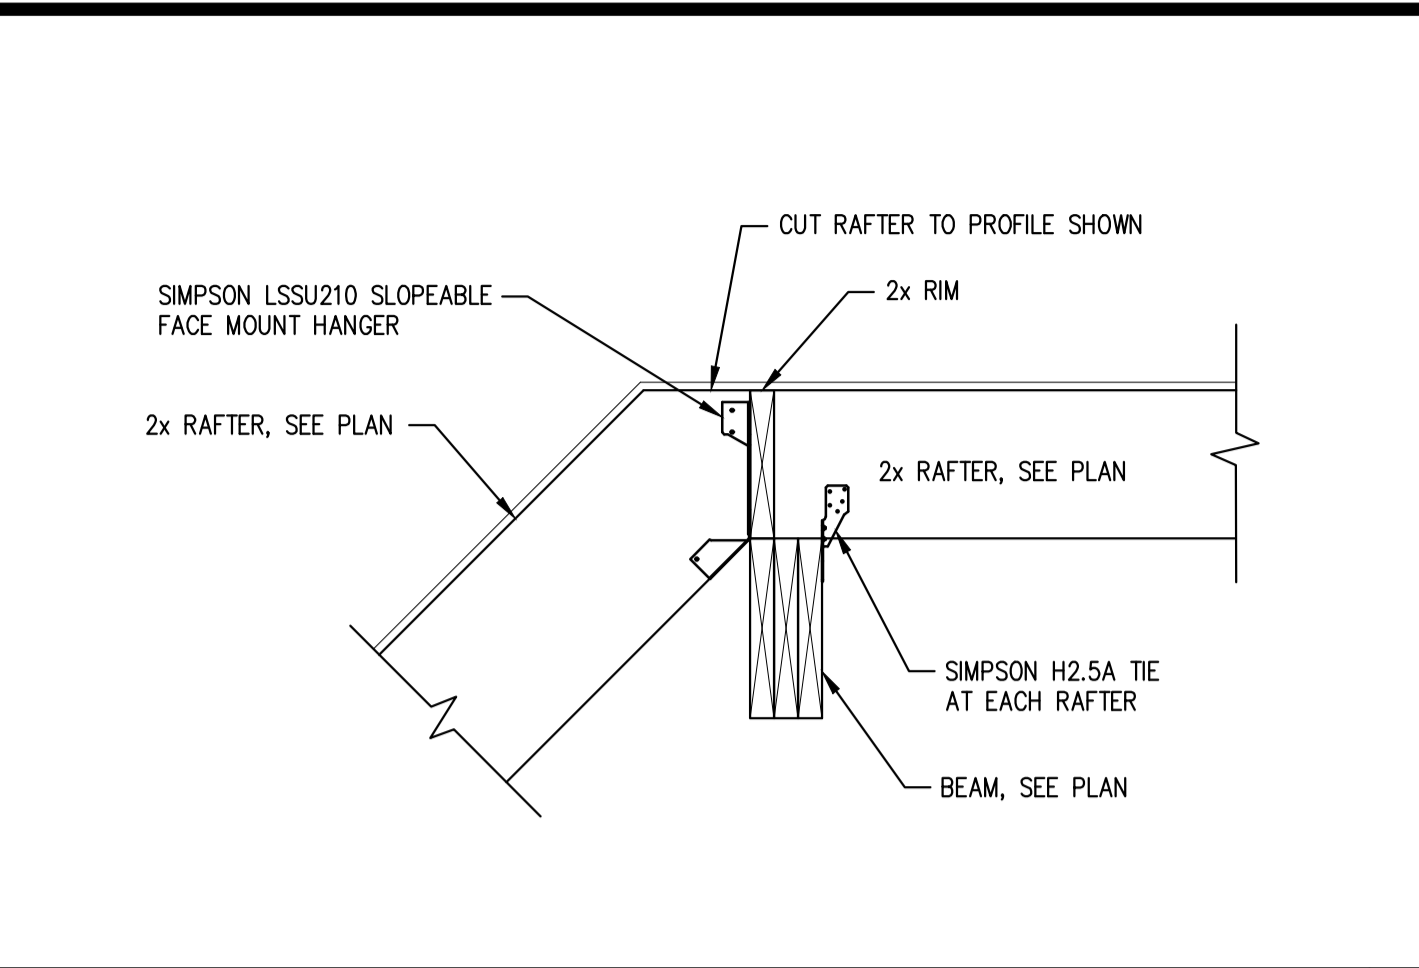 CUT RAFTER TO PROFILE SHOWN
SIMPSON LSSU210 SLOPEABLE
FACE MOUNT HANGER
2x RIM
2x RAFTER, SEE PLAN
2x RAFTER, SEE PLAN
SIMPSON H2.5A TIE
AT EACH RAFTER
BEAM, SEE PLAN